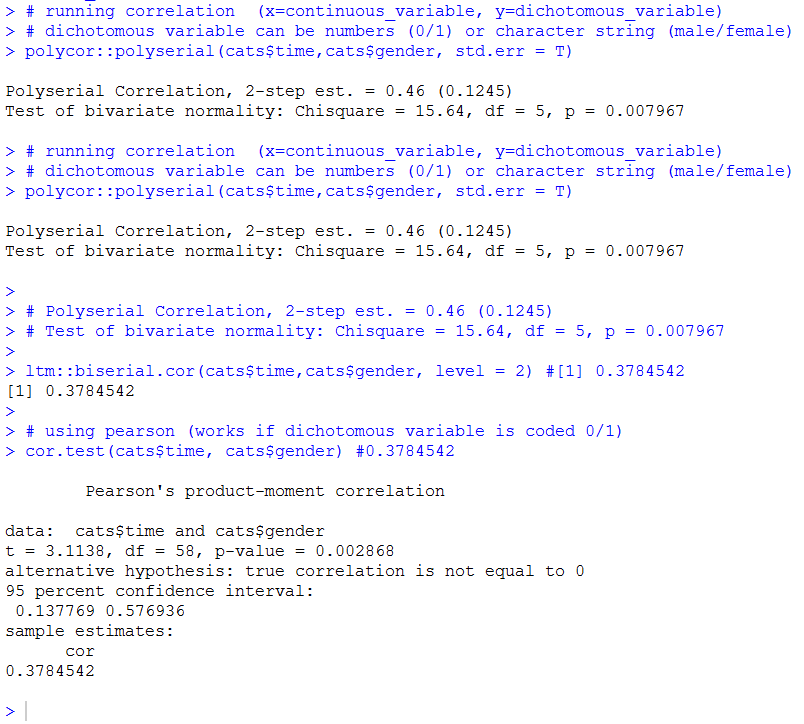 > # running correlation  (x=continuous_variable, y=dichotomous_variable)
> # dichotomous variable can be numbers (0/1) or character string (male/female)
> polycor::polyserial(cats$time,cats$gender, std.err = T)

Polyserial Correlation, 2-step est. = 0.46 (0.1245)
Test of bivariate normality: Chisquare = 15.64, df = 5, p = 0.007967

> # running correlation  (x=continuous_variable, y=dichotomous_variable)
> # dichotomous variable can be numbers (0/1) or character string (male/female)
> polycor::polyserial(cats$time,cats$gender, std.err = T)

Polyserial Correlation, 2-step est. = 0.46 (0.1245)
Test of bivariate normality: Chisquare = 15.64, df = 5, p = 0.007967

>
> # Polyserial Correlation, 2-step est. = 0.46 (0.1245)
> # Test of bivariate normality: Chisquare = 15.64, df = 5, p = 0.007967
>
> ltm::biserial.cor(cats$time,cats$gender, level = 2) #[1] 0.3784542
[1] 0.3784542
>
> # using pearson (works if dichotomous variable is coded 0/1)
> cor.test(cats$time, cats$gender) #0.3784542

        Pearson's product-moment correlation

data:  cats$time and cats$gender
t = 3.1138, df = 58, p-value = 0.002868
alternative hypothesis: true correlation is not equal to 0
95 percent confidence interval:
 0.137769 0.576936
sample estimates:
      cor
0.3784542

>